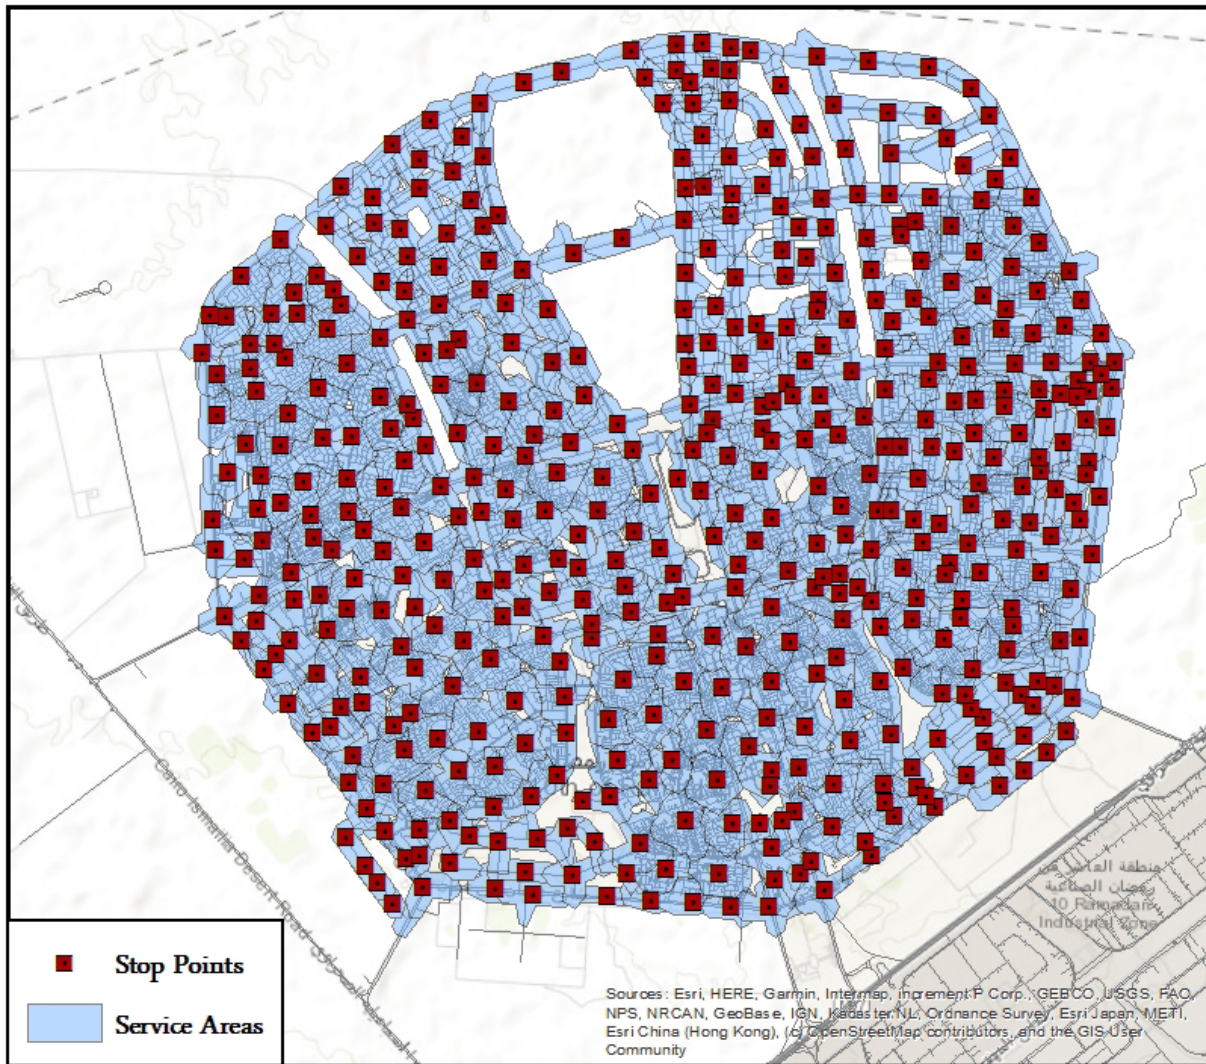 Cairo Ismailia Desert Road
منطقة العاشر من
رمضان الصناعية
10 Ramadan
Industrial Zone
Stop Points
Service Areas
Sources: Esri, HERE, Garmin, Intermap, increment P Corp., GEBCO, USGS, FAO,
NPS, NRCAN, GeoBase, IGN, Kadaster NL, Ordnance Survey, Esri Japan, METI,
Esri China (Hong Kong), (c) OpenStreetMap contributors, and the GIS User
Community